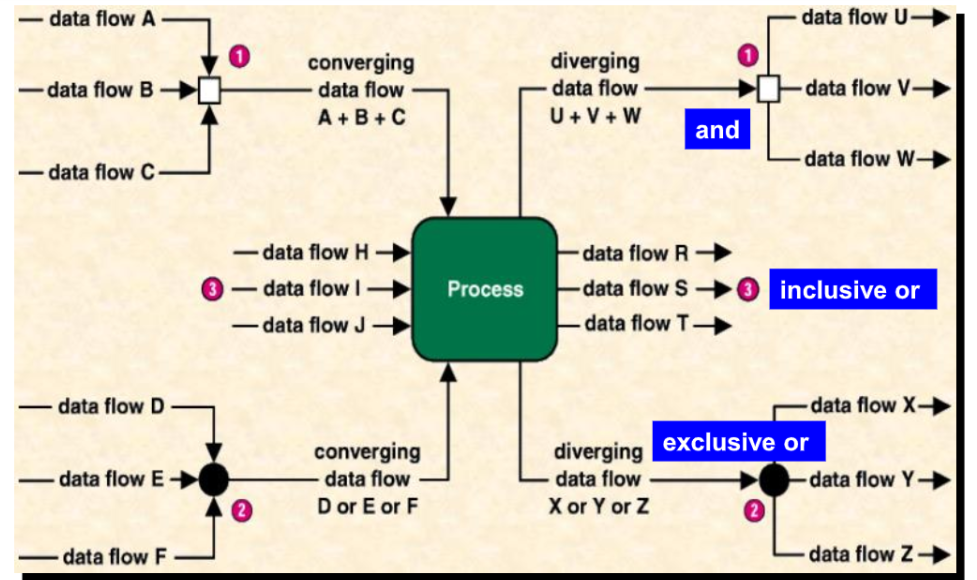 data flow A
data flow B
data flow C
1
converging
data flow
A + B + C
diverging
data flow
U + V + W
1
and
data flow U
data flow V
data flow W
data flow H
3
data flow I
data flow J
Process
data flow R
data flow S
3
inclusive or
data flow T
data flow D
data flow E
data flow F
2
converging
data flow
D or E or F
diverging
data flow
X or Y or Z
exclusive or
2
data flow X
data flow Y
data flow Z